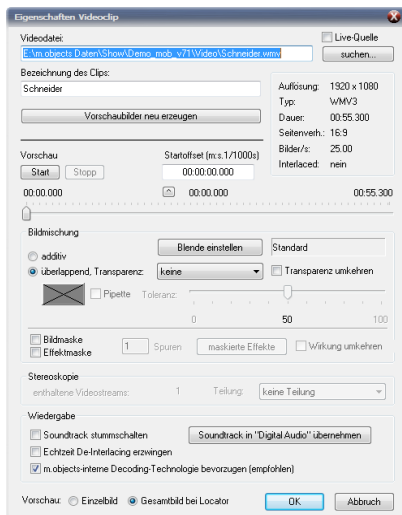 Eigenschaften Videoclip
Videodatei:
Live-Quelle
E:\m.objects Daten\Show\Demo_mob_v71\Video\Schneider.wmv
suchen...
Bezeichnung des Clips:
Schneider
Auflösung: 1920 x 1080
Typ: WMV3
Dauer: 00:55.300
Seitenverh.: 16:9
Bilder/s: 25.00
Interlaced: nein
Vorschaubilder neu erzeugen
Vorschau
Startoffset (m:s.1/1000s)
Start
Stopp
00:00:00.000
00:00.000
00:00.000
00:55.300
Bildmischung
additiv
Blende einstellen
Standard
überlappend, Transparenz:
keine
Transparenz umkehren
Pipette
Toleranz:
0 50 100
Bildmaske
Effektmaske
1 Spuren
maskierte Effekte
Wirkung umkehren
Stereoskopie
enthaltene Videostreams: 1
Teilung:
keine Teilung
Wiedergabe
Soundtrack stummschalten
Soundtrack in "Digital Audio" übernehmen
Echtzeit De-Interlacing erzwingen
m.objects-interne Decoding-Technologie bevorzugen (empfohlen)
Vorschau:
Einzelbild
Gesamtbild bei Locator
OK
Abbruch